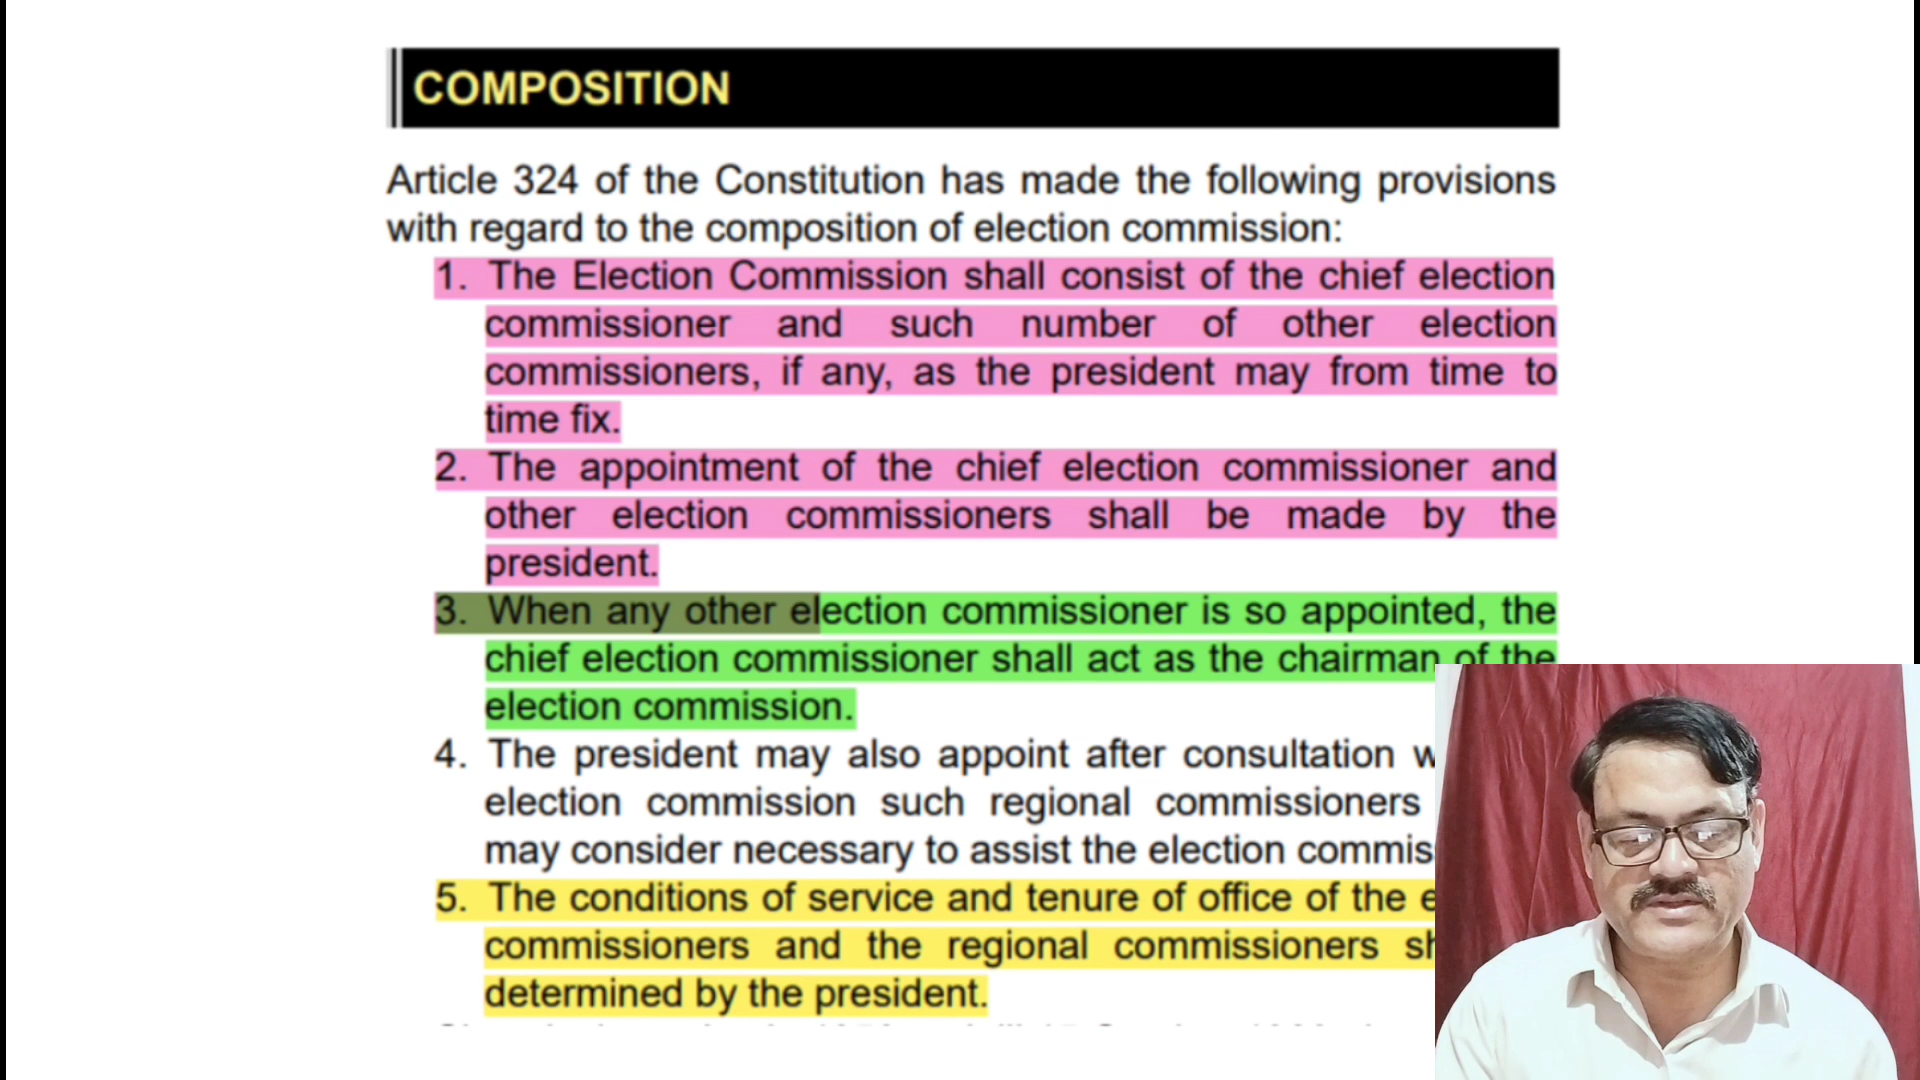 COMPOSITION
Article 324 of the Constitution has made the following provisions
with regard to the composition of election commission:
1. The Election Commission shall consist of the chief election
commissioner and such number of other election
commissioners, if any, as the president may from time to
time fix.
2. The appointment of the chief election commissioner and
other election commissioners shall be made by the
president.
3. When any other election commissioner is so appointed, the
chief election commissioner shall act as the chairman of the
election commission.
4. The president may also appoint after consultation
election commission such regional commissioners
may consider necessary to assist the election
5. The conditions of service and tenure of office of the
commissioners and the regional commissioners
determined by the president.